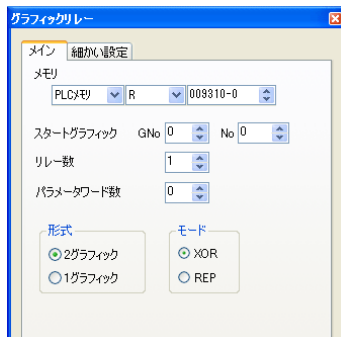 グラフィックリレー
メイン 細かい設定
メモリ
PLCメモリ R 009310-0
スタートグラフィック GNo 0 No 0
リレー数 1
パラメータワード数 0
形式 モード
2グラフィック XOR
1グラフィック REP